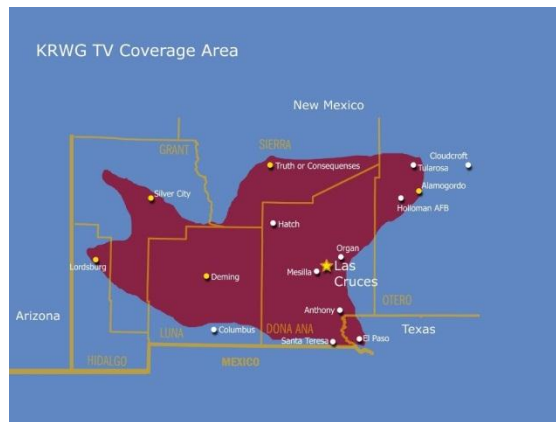 KRWG TV Coverage Area
New Mexico
GRANT
SIERRA
Cloudcroft
Truth or Consequenses
Tularosa
Silver City
Alamogordo
Holloman AFB
Hatch
Organ
Lordsburg
Deming
Mesilla
Las
Cruces
OTERO
Anthony
Arizona
LUNA
Columbus
DONA ANA
Texas
Santa Teresa
El Paso
HIDALGO
MEXICO